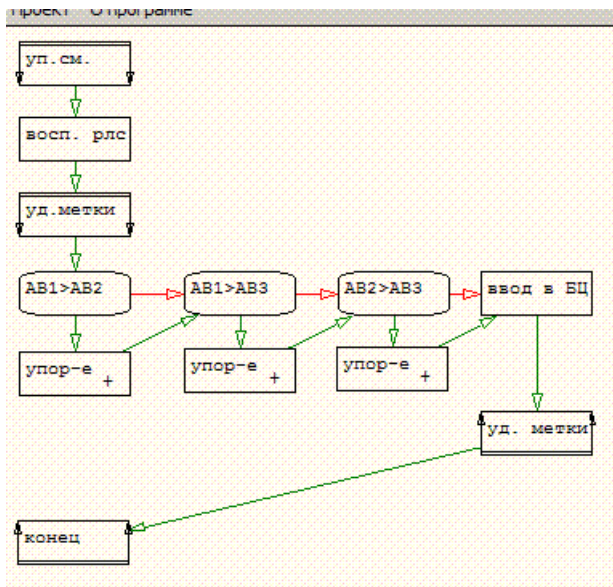 Проект О программе
уп.см.
восп. рлс
уд.метки
АВ1>АВ2
АВ1>АВ3
АВ2>АВ3
ввод в БЦ
упор-е +
упор-е +
упор-е +
уд. метки
конец